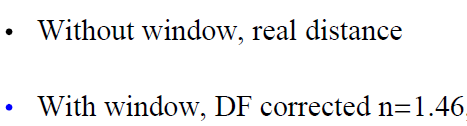 • Without window, real distance
• With window, DF corrected n=1.46,